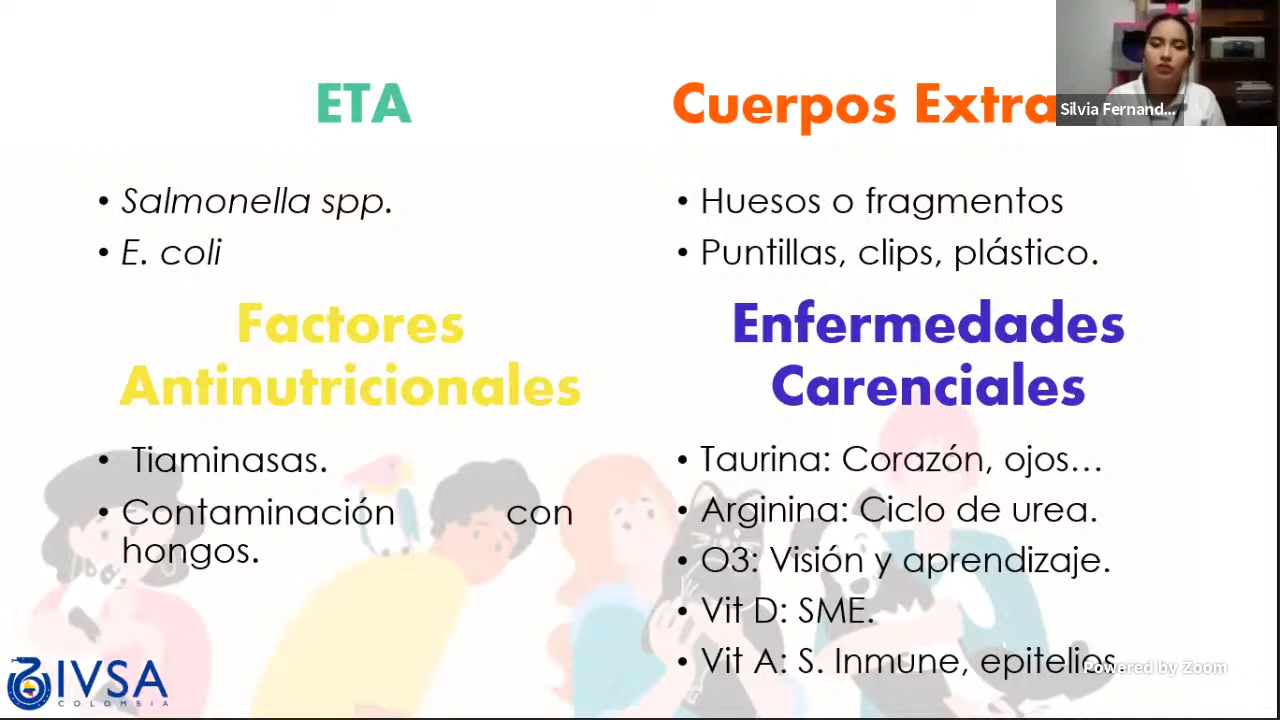 ETA
• Salmonella spp.
• E. coli
Cuerpos Extra
• Huesos o fragmentos
• Puntillas, clips, plástico.
Factores
Antinutricionales
• Tiaminasas.
• Contaminación con
hongos.
Enfermedades
Carenciales
• Taurina: Corazón, ojos...
• Arginina: Ciclo de urea.
• O3: Visión y aprendizaje.
• Vit D: SME.
• Vit A: S. Inmune, epitelios
Silvia Fernand...
IVSA
COLOMBIA
Powered by Zoom